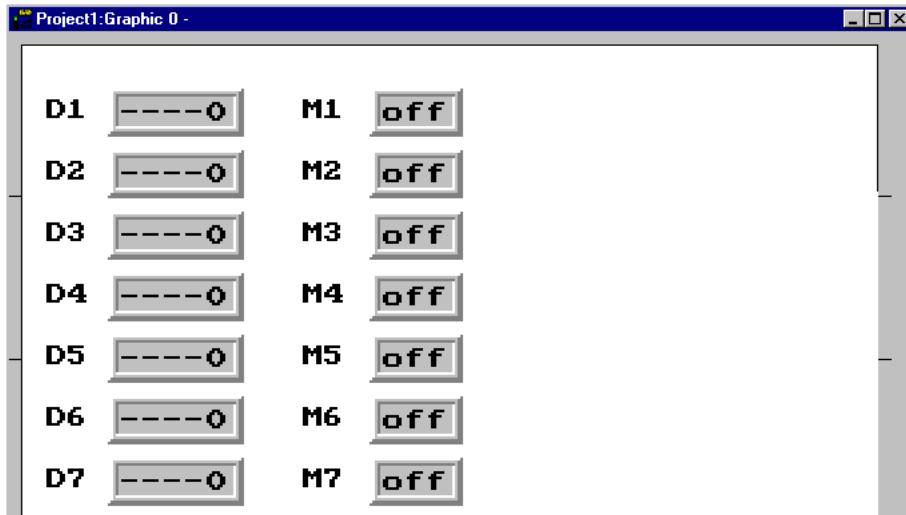 Project1:Graphic 0 -
D1 ----0 M1 off
D2 ----0 M2 off
D3 ----0 M3 off
D4 ----0 M4 off
D5 ----0 M5 off
D6 ----0 M6 off
D7 ----0 M7 off